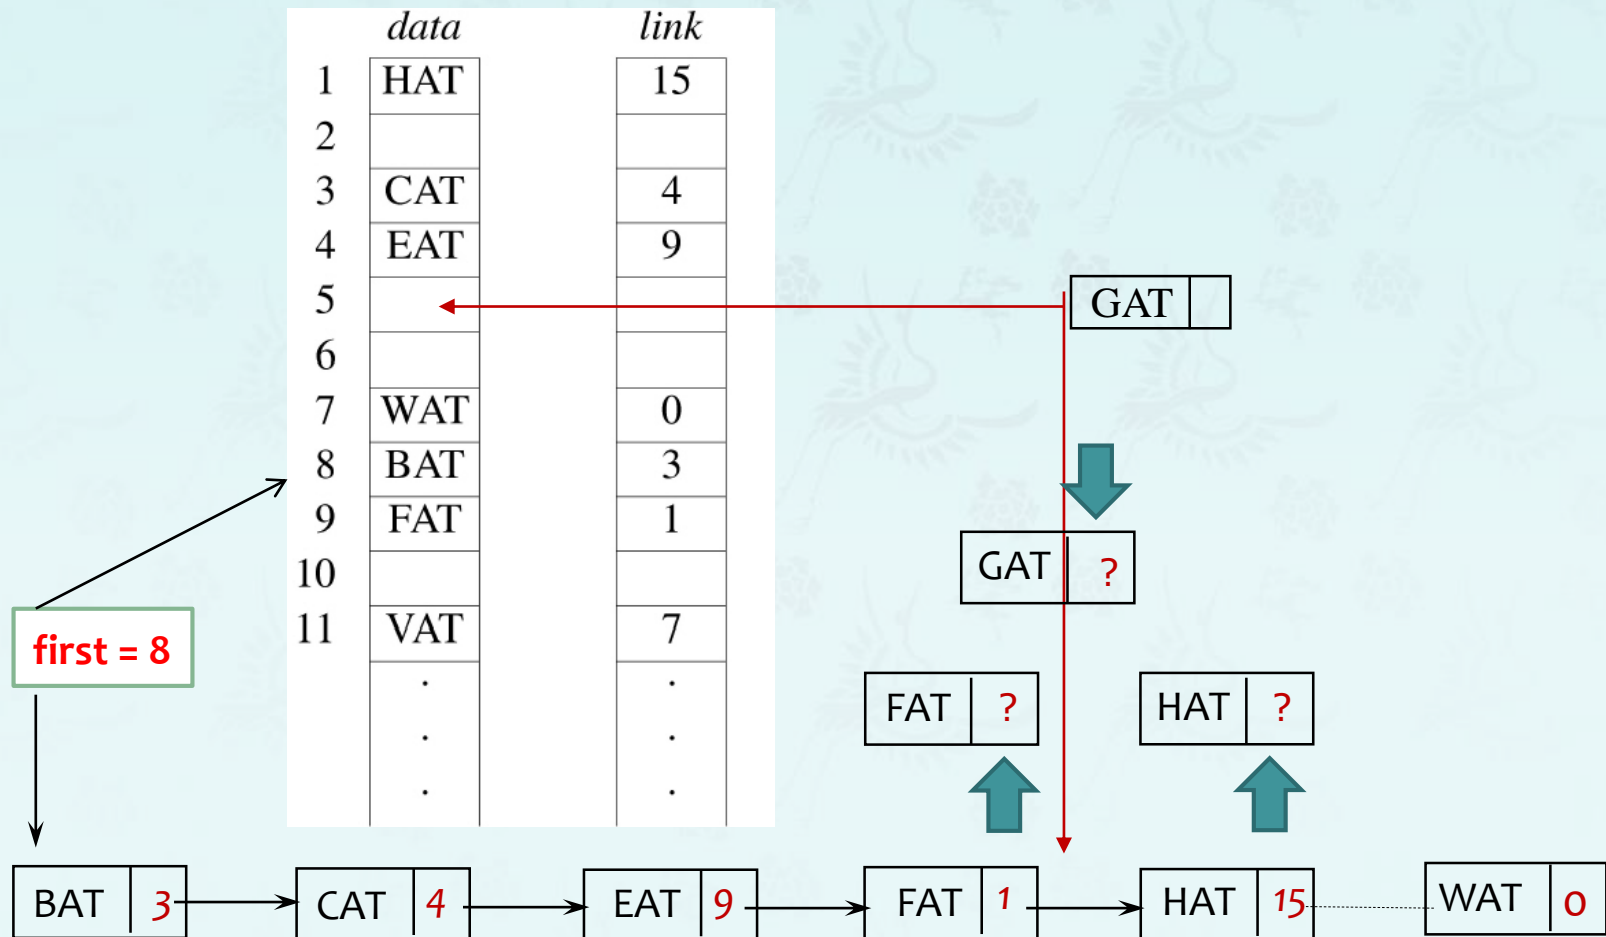 data link
1 HAT 15
2
3 CAT 4
4 EAT 9
5
GAT
6
7 WAT 0
8 BAT 3
9 FAT 1
10
11 VAT 7
.  .
.  .
.  .
first = 8
GAT ?
FAT ? HAT ?
BAT 3 CAT 4 EAT 9 FAT 1 HAT 15 WAT 0